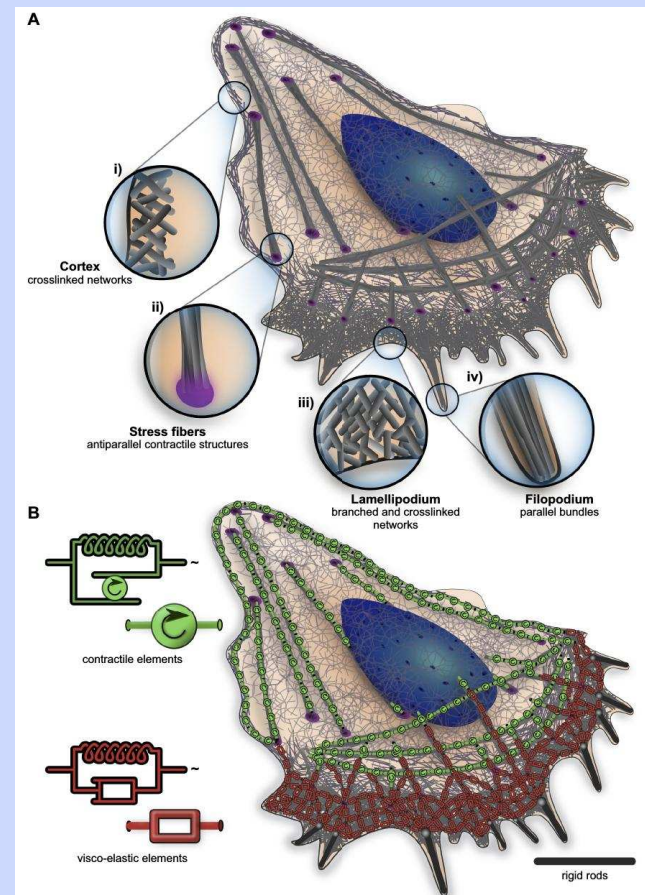 A
i)
Cortex
crosslinked networks
ii)
Stress fibers
antiparallel contractile structures
iii)
Lamellipodium
branched and crosslinked
networks
iv)
Filopodium
parallel bundles
B
~
contractile elements
~
visco-elastic elements
rigid rods